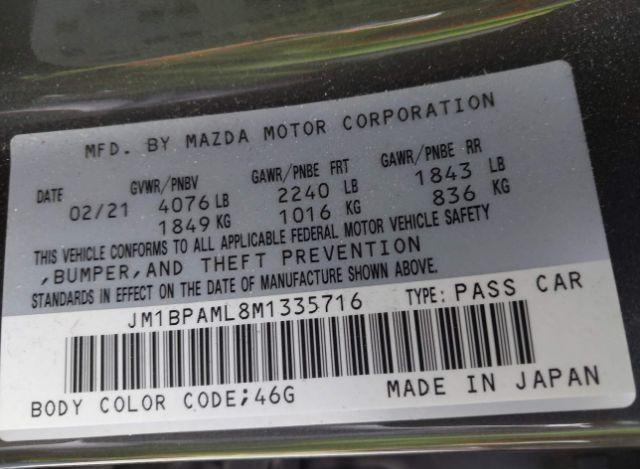 MFD. BY MAZDA MOTOR CORPORATION
DATE GVWR/PNBV GAWR/PNBE FRT GAWR/PNBE RR
02/21 4076 LB 2240 LB 1843 LB
1849 KG 1016 KG 836 KG
THIS VEHICLE CONFORMS TO ALL APPLICABLE FEDERAL MOTOR VEHICLE SAFETY
,BUMPER,AND THEFT PREVENTION
STANDARDS IN EFFECT ON THE DATE OF MANUFACTURE SHOWN ABOVE.
JM1BPAML8M1335716 TYPE: PASS CAR
BODY COLOR CODE;46G MADE IN JAPAN